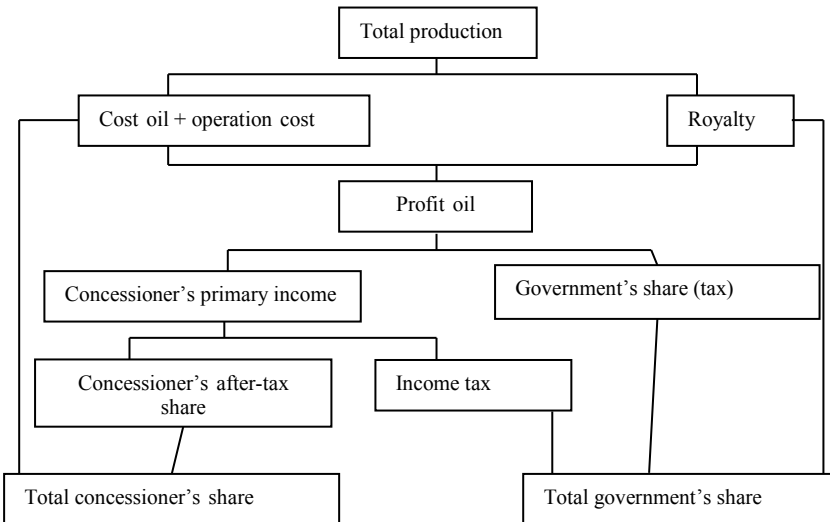 Total production
Cost oil + operation cost
Royalty
Profit oil
Concessioner’s primary income
Government’s share (tax)
Concessioner’s after-tax
share
Income tax
Total concessioner’s share
Total government’s share